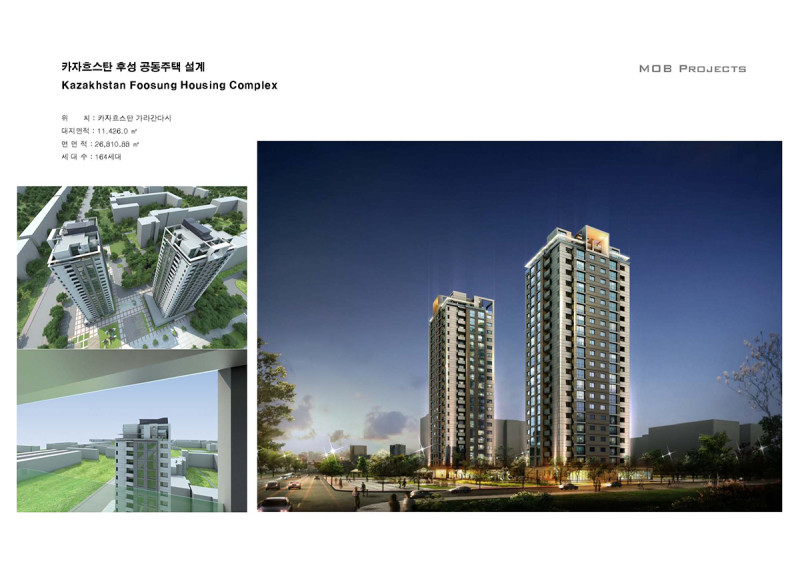 카자흐스탄 후성 공동주택 설계
MOB PROJECTS
Kazakhstan Foosung Housing Complex
위 치 : 카자흐스탄 가라간다시
대지면적 : 11,426.0 ㎡
연 면 적 : 26,810.88 ㎡
세 대 수 : 164세대